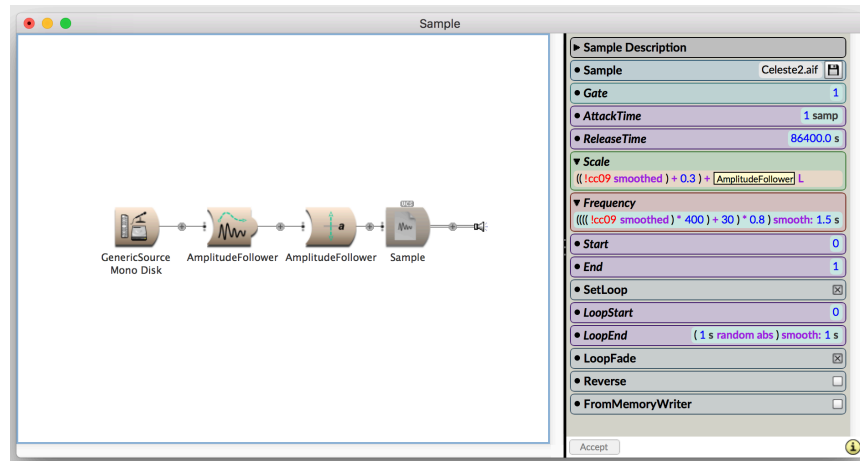 Sample
GenericSource
Mono Disk
AmplitudeFollower
a
AmplitudeFollower
Sample
▸ Sample Description
• Sample Celeste2.aif
• Gate 1
• AttackTime 1 samp
• ReleaseTime 86400.0 s
▾ Scale
(( !cc09 smoothed ) + 0.3 ) + AmplitudeFollower L
▾ Frequency
(((( !cc09 smoothed ) * 400 ) + 30 ) * 0.8 ) smooth: 1.5 s
• Start 0
• End 1
• SetLoop
• LoopStart 0
• LoopEnd ( 1 s random abs ) smooth: 1 s
• LoopFade
• Reverse
• FromMemoryWriter
Accept
i